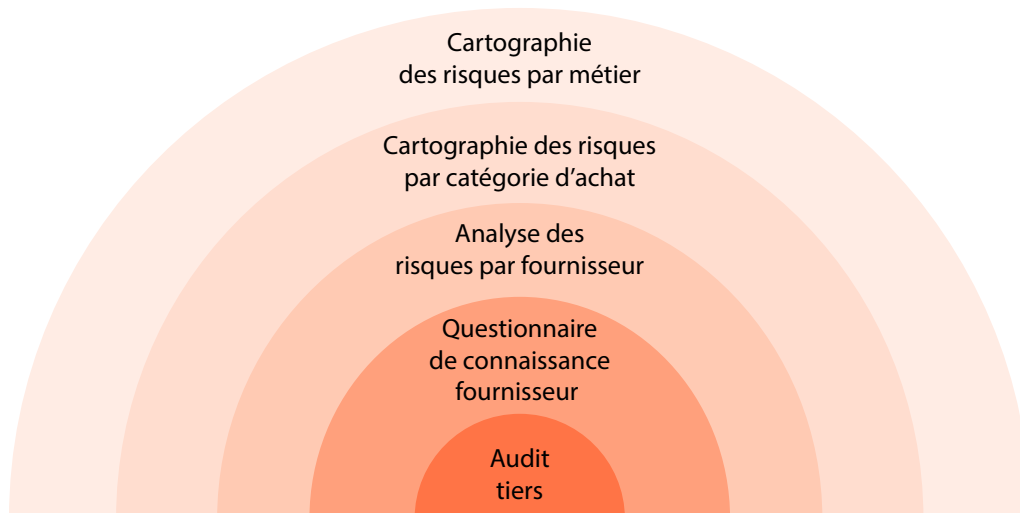 Cartographie
des risques par métier
Cartographie des risques
par catégorie d’achat
Analyse des
risques par fournisseur
Questionnaire
de connaissance
fournisseur
Audit
tiers